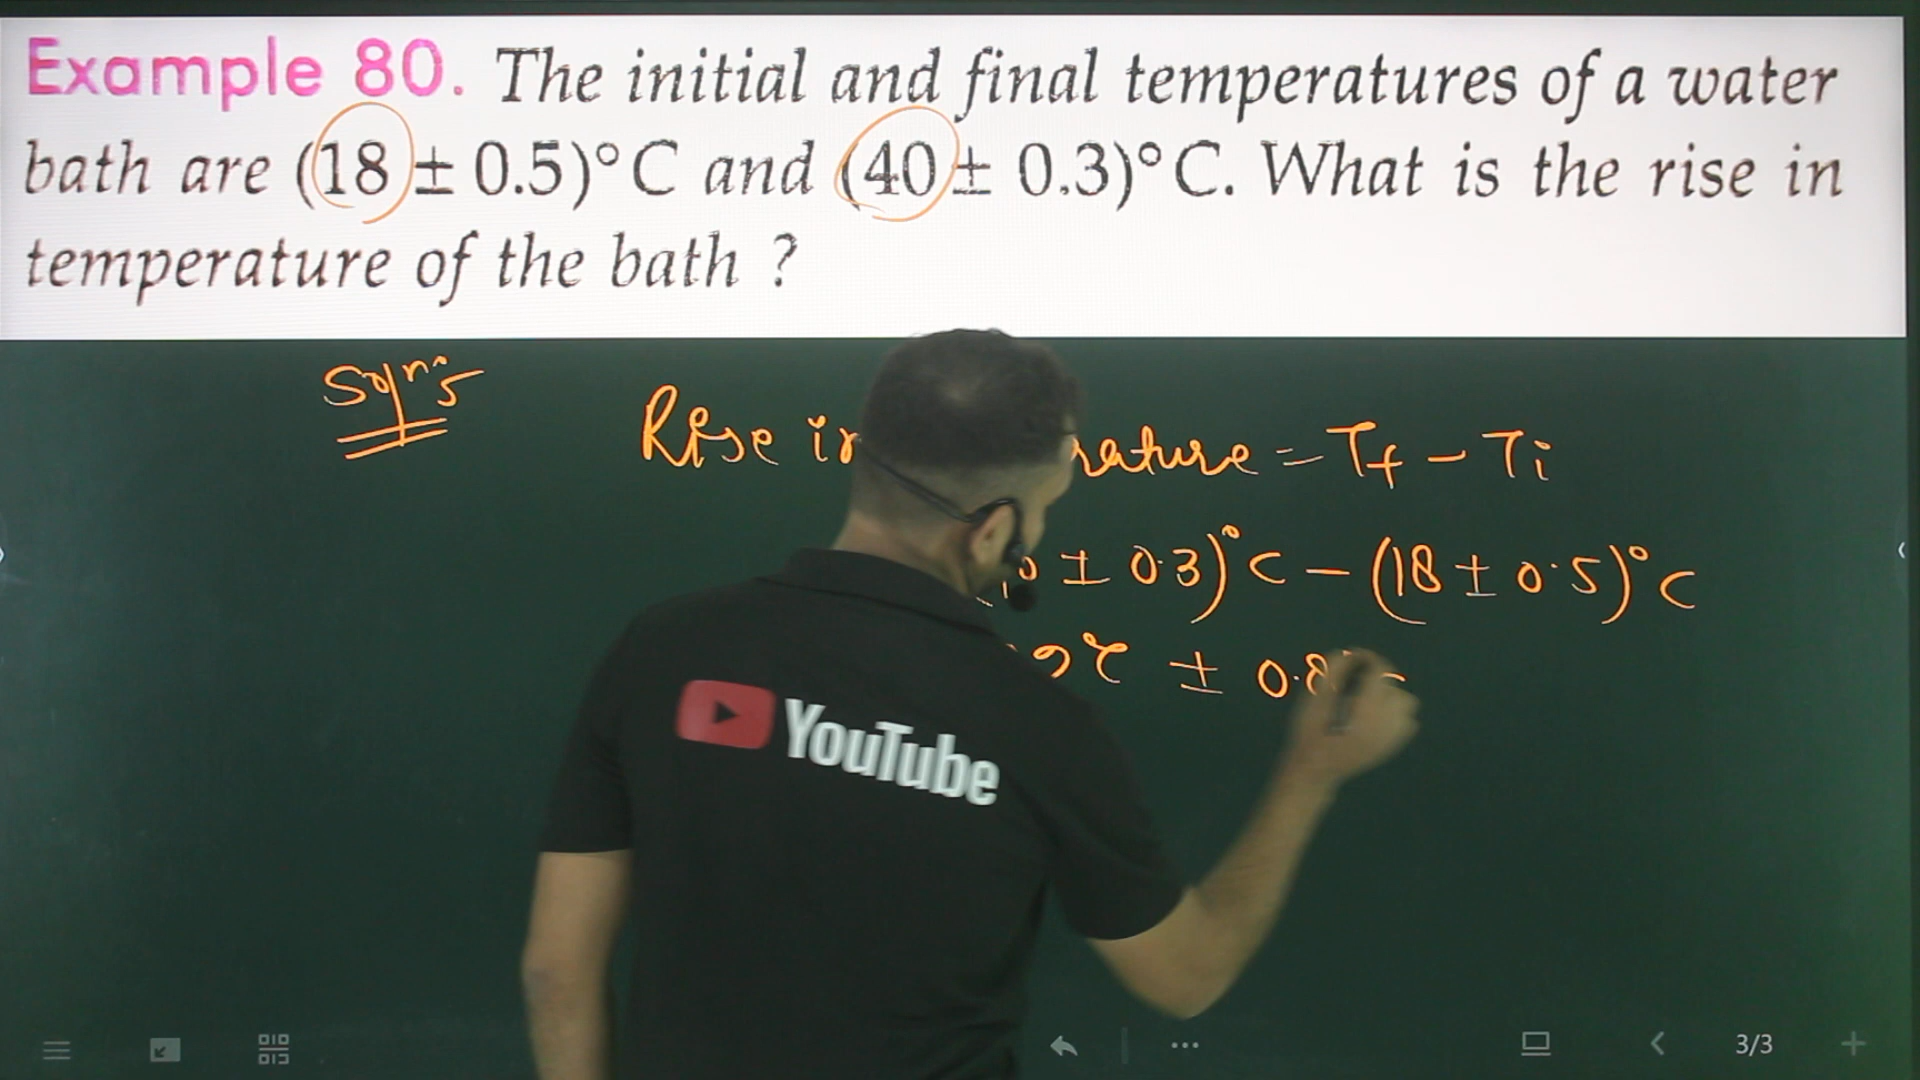 Example 80. The initial and final temperatures of a water
bath are (18 ± 0.5)°C and (40 ± 0.3)°C. What is the rise in
temperature of the bath ?
Soln:
Rise in rature = Tf - Ti
± 0.3)°C - (18 ± 0.5)°C
°C ± 0.8
YouTube
3/3